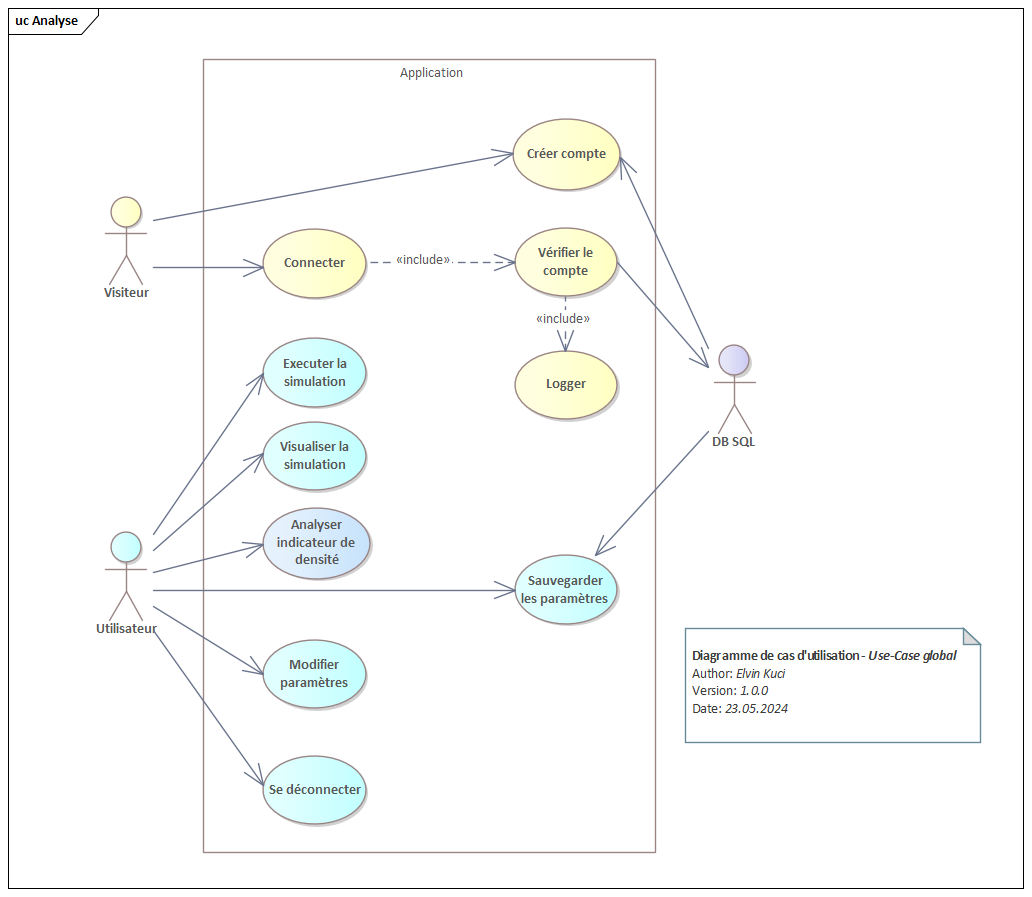 uc Analyse
Application
Créer compte
Visiteur
Connecter
«include»
Vérifier le
compte
«include»
Logger
DB SQL
Executer la
simulation
Visualiser la
simulation
Analyser
indicateur de
densité
Utilisateur
Sauvegarder
les paramètres
Modifier
paramètres
Se déconnecter
Diagramme de cas d'utilisation - Use-Case global
Author: Elvin Kuci
Version: 1.0.0
Date: 23.05.2024